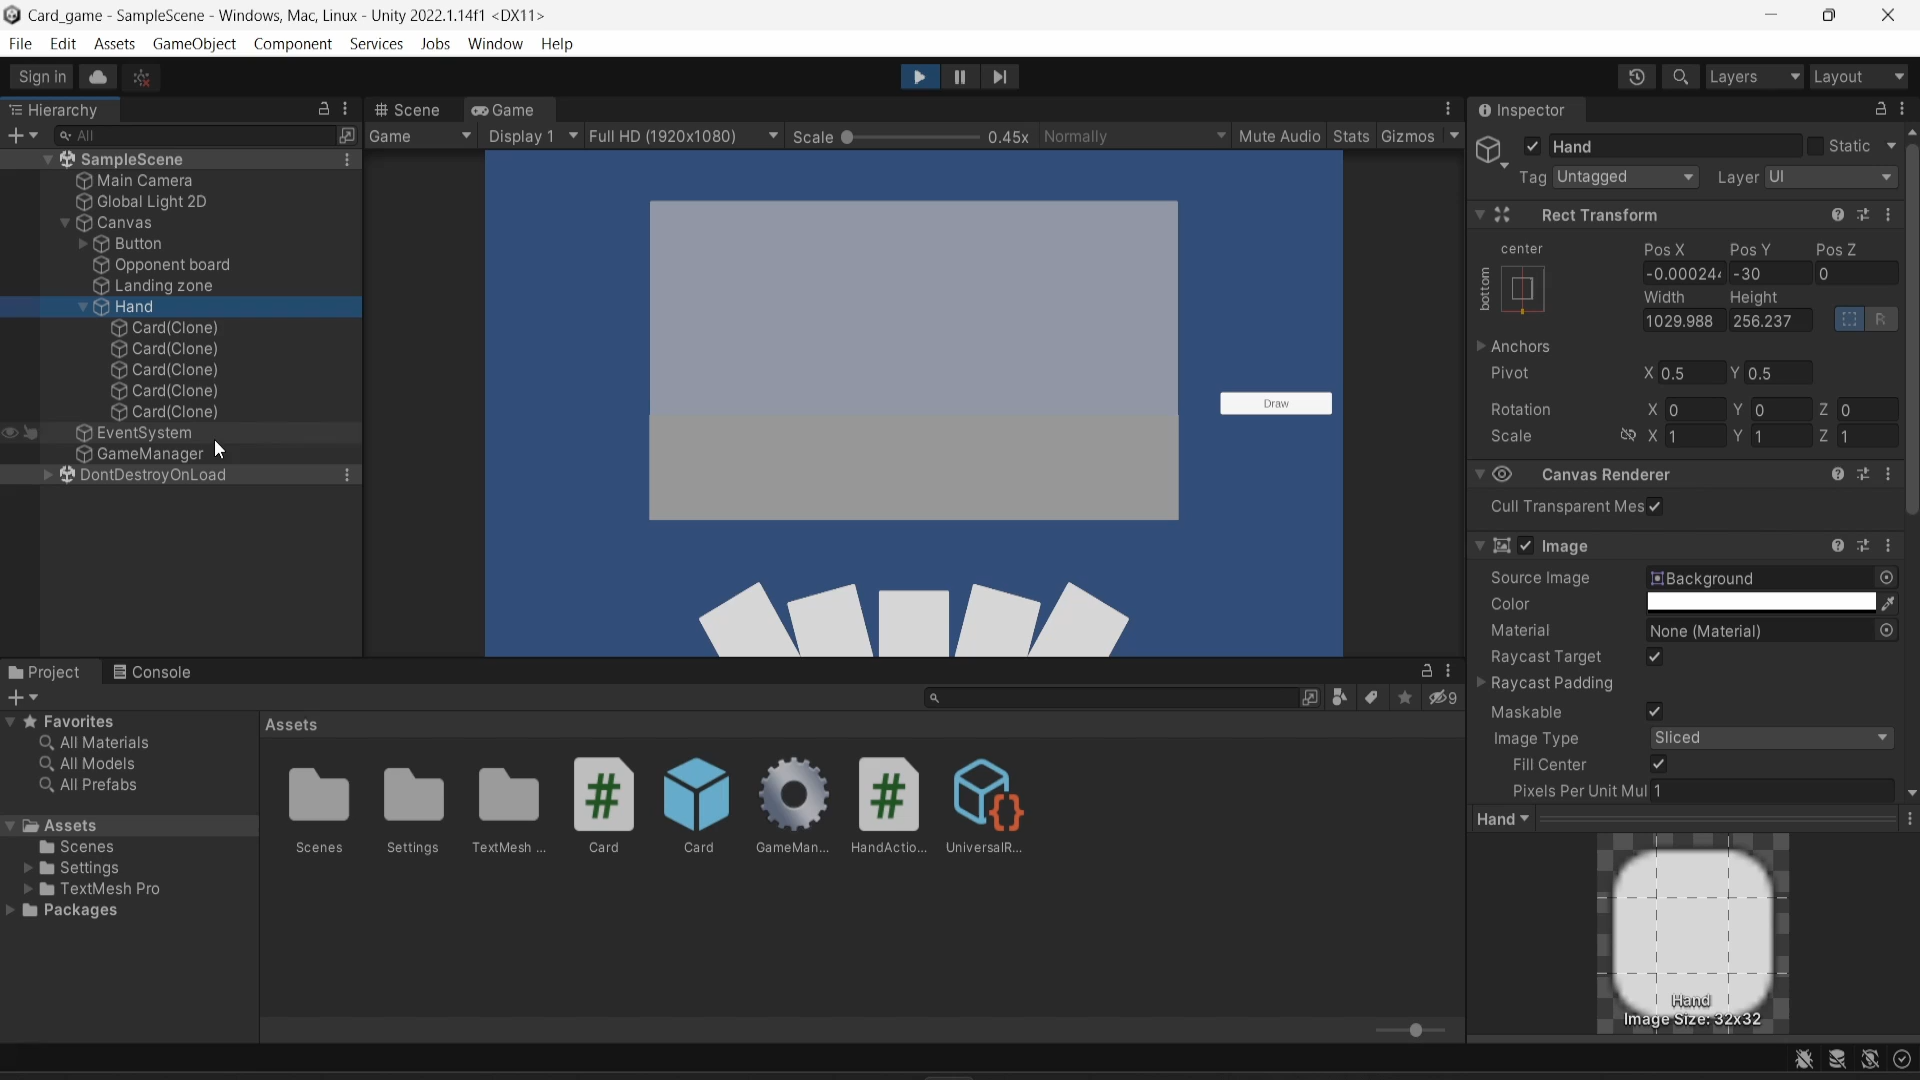 Card_game - SampleScene - Windows, Mac, Linux - Unity 2022.1.14f1 <DX11>
File Edit Assets GameObject Component Services Jobs Window Help
Sign in Layers Layout
Hierarchy
All
SampleScene
Main Camera
Global Light 2D
Canvas
Button
Opponent board
Landing zone
Hand
Card(Clone)
Card(Clone)
Card(Clone)
Card(Clone)
Card(Clone)
EventSystem
GameManager
DontDestroyOnLoad
Scene Game
Game Display 1 Full HD (1920x1080) Scale 0.45x Normally Mute Audio Stats Gizmos
Draw
Inspector
Hand Static
Tag Untagged Layer UI
Rect Transform
center Pos X Pos Y Pos Z
bottom -0.000244 -30 0
Width Height
1029.988 256.237 R
Anchors
Pivot X 0.5 Y 0.5
Rotation X 0 Y 0 Z 0
Scale X 1 Y 1 Z 1
Canvas Renderer
Cull Transparent Mes
Image
Source Image Background
Color
Material None (Material)
Raycast Target
Raycast Padding
Maskable
Image Type Sliced
Fill Center
Pixels Per Unit Mul 1
Hand
Hand
Image Size: 32x32
Project Console
9
Favorites
All Materials
All Models
All Prefabs
Assets
Scenes
Settings
TextMesh Pro
Packages
Assets
# # {}
Scenes Settings TextMesh ... Card Card GameMan... HandActio... UniversalR...